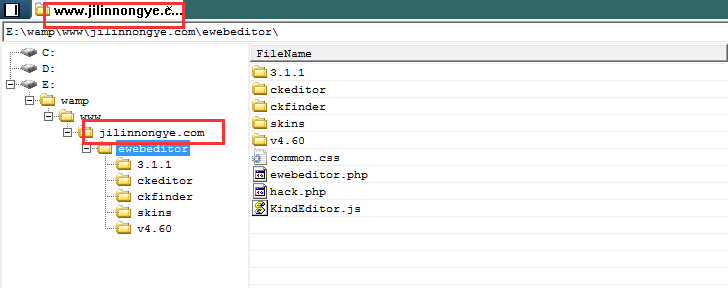 www.jilinnongye.č...
E:\wamp\www\jilinnongye.com\ewebeditor\
C:
D:
E:
wamp
www
jilinnongye.com
ewebeditor
3.1.1
ckeditor
ckfinder
skins
v4.60
FileName
3.1.1
ckeditor
ckfinder
skins
v4.60
common.css
ewebeditor.php
hack.php
KindEditor.js